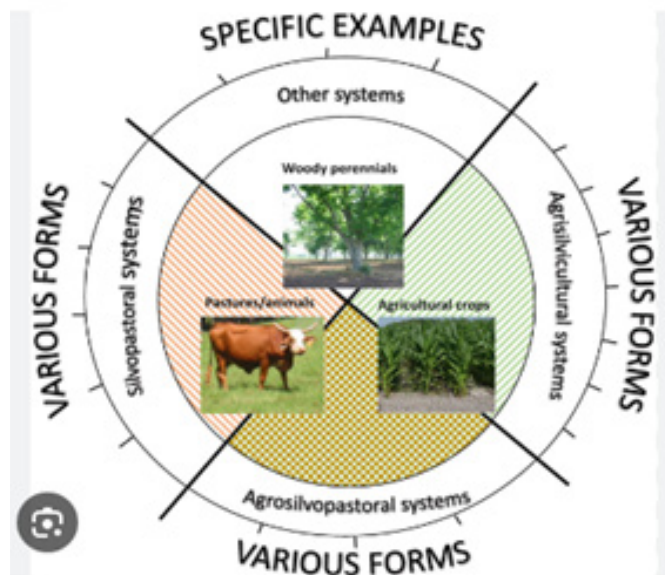 SPECIFIC EXAMPLES
Other systems
Woody perennials
VARIOUS FORMS
Silvopastoral systems
Agrisilvicultural systems
VARIOUS FORMS
Pastures/animals
Agricultural crops
Agrosilvopastoral systems
VARIOUS FORMS